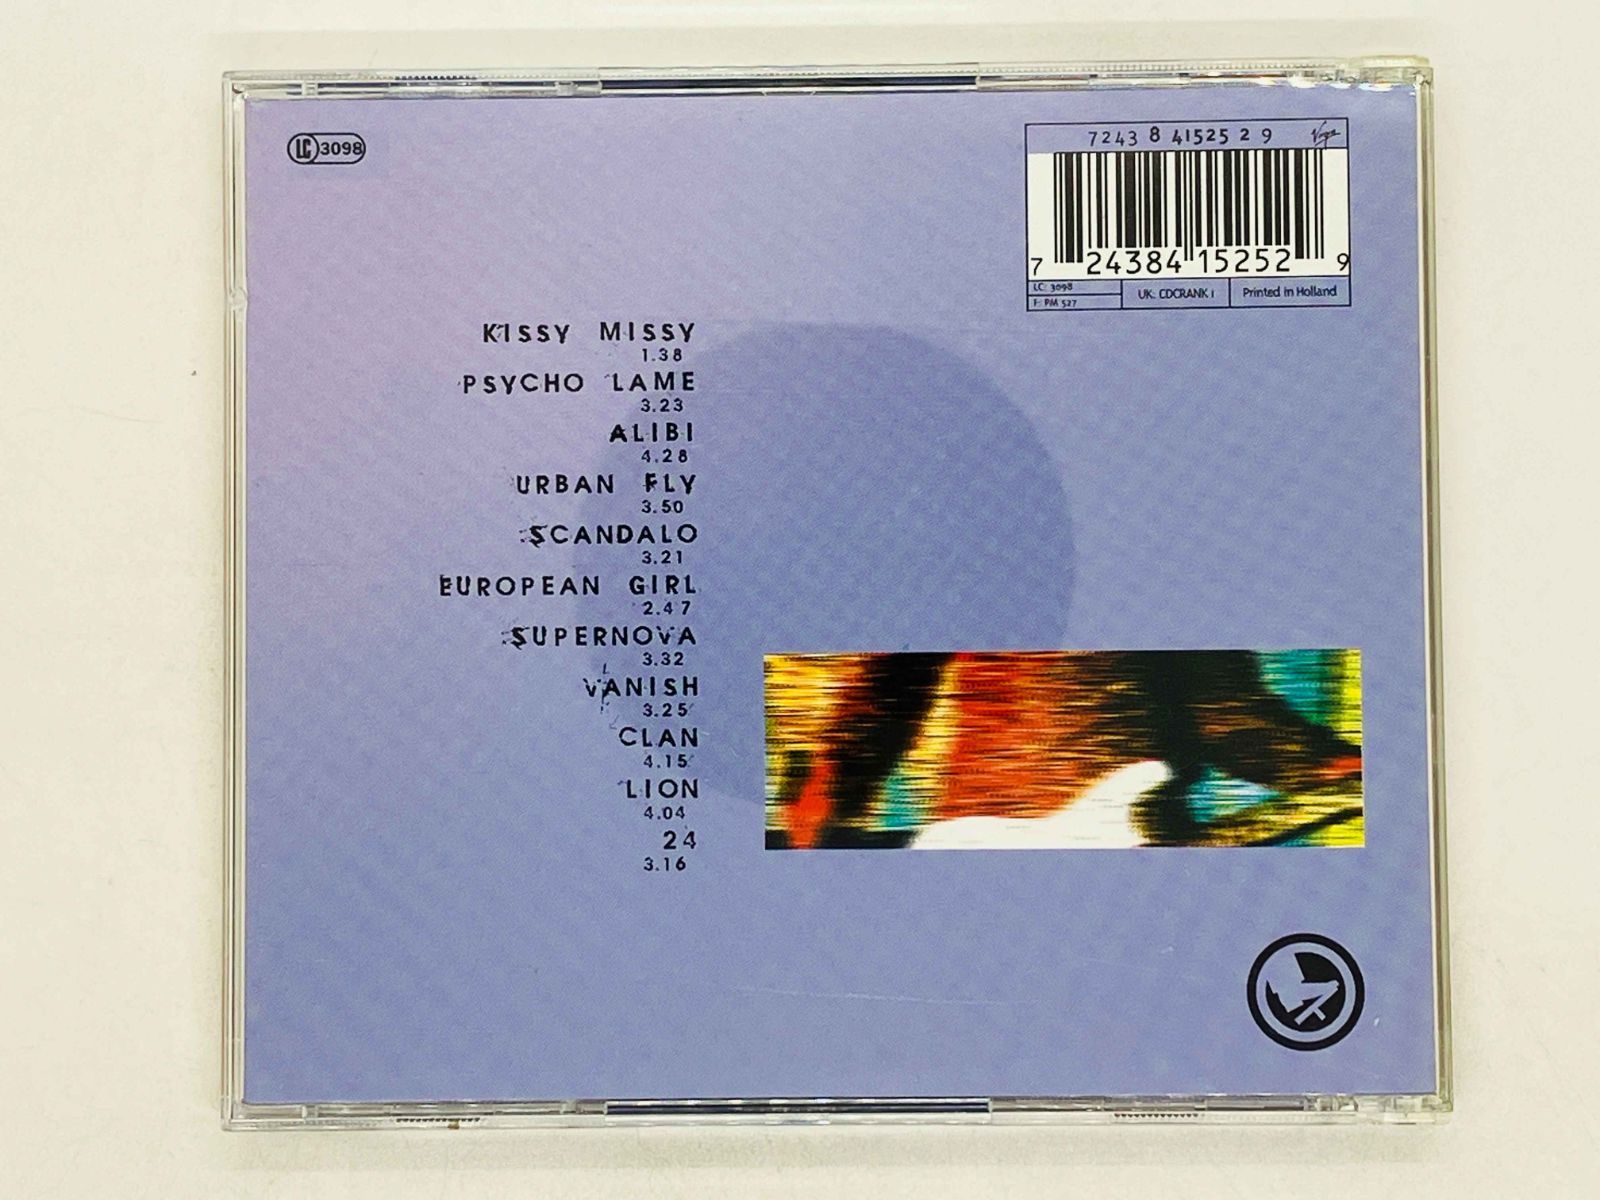 LC 3098
7243 8 41525 2 9 Virgin
7 24384 15252 9
LC: 3098
F: PM 527
UK: CDCRANK 1
Printed in Holland
KISSY MISSY
1.38
PSYCHO LAME
3.23
ALIBI
4.28
URBAN FLY
3.50
SCANDALO
3.21
EUROPEAN GIRL
2.47
SUPERNOVA
3.32
VANISH
3.25
CLAN
4.15
LION
4.04
24
3.16